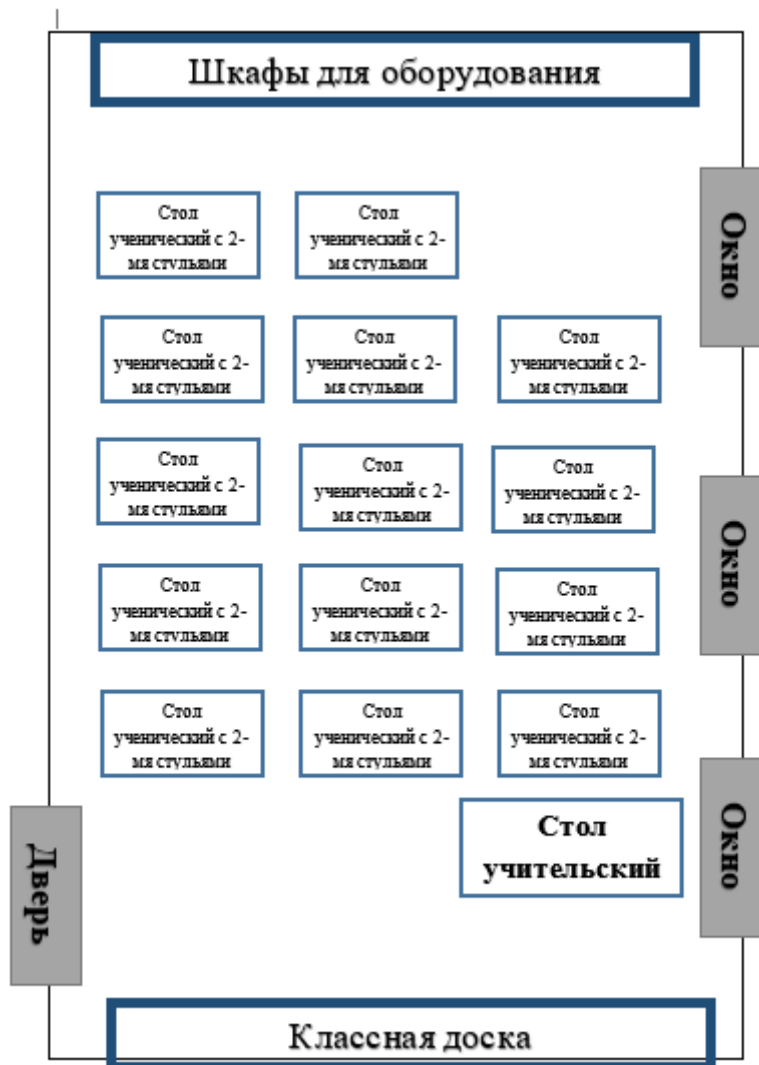 Шкафы для оборудования
Стол
ученический с 2-
мя стульями
Стол
ученический с 2-
мя стульями
Окно
Стол
ученический с 2-
мя стульями
Стол
ученический с 2-
мя стульями
Стол
ученический с 2-
мя стульями
Стол
ученический с 2-
мя стульями
Стол
ученический с 2-
мя стульями
Стол
ученический с 2-
мя стульями
Окно
Стол
ученический с 2-
мя стульями
Стол
ученический с 2-
мя стульями
Стол
ученический с 2-
мя стульями
Стол
ученический с 2-
мя стульями
Стол
ученический с 2-
мя стульями
Стол
ученический с 2-
мя стульями
Стол
учительский
Окно
Дверь
Классная доска